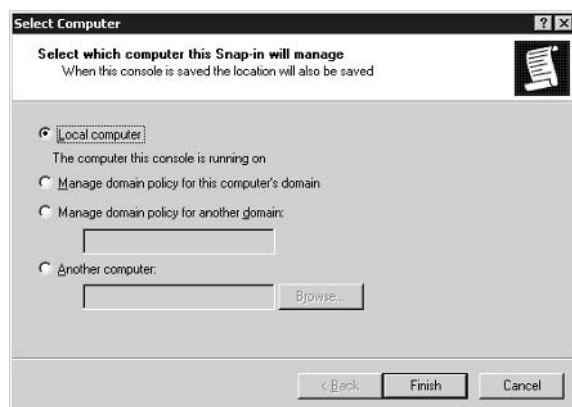 Select Computer
Select which computer this Snap-in will manage
When this console is saved the location will also be saved
Local computer
The computer this console is running on
Manage domain policy for this computer's domain
Manage domain policy for another domain:
Another computer:
Browse...
< Back
Finish
Cancel